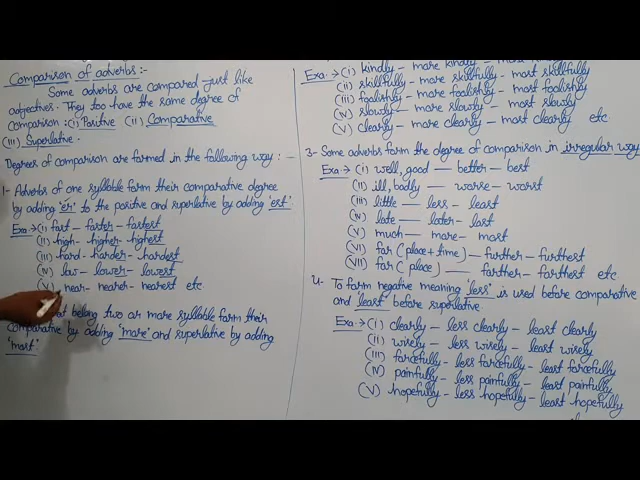 Comparison of adverbs :-
Some adverbs are compared just like
adjectives. They too have the same degree of
comparison :(i) Positive (II) Comparative
(III) Superlative.
Degrees of comparison are formed in the following way :-
1- Adverbs of one syllable form their comparative degree
by adding 'er' to the positive and superlative by adding 'est'.
Exa → (i) fast - faster - fastest
(II) high - higher - highest
(III) hard - harder - hardest
(IV) low - lower - lowest
(V) near - nearer - nearest etc
that belong two or more syllable form their
comparative by adding 'more' and superlative by adding
'most'
Exa → (i) kindly - more kindly -
(ii) skillfully - more skillfully - most skillfully
(iii) foolishly - more foolishly - most foolishly
(iv) slowly - more slowly - most slowly
(v) clearly - more clearly - most clearly etc
3- Some adverbs form the degree of comparison in irregular way
Exa → (i) well, good — better — best
(II) ill, badly — worse - worst
(III) little — less - least
(IV) late — later - last
(V) much — more - most
(VI) far (place + time) — further - furthest
(VII) far (place) — farther - farthest etc
4- To form negative meaning 'less' is used before comparative
and 'least' before superlative
Exa → (i) clearly - less clearly - least clearly
(ii) wisely - less wisely - least wisely
(III) forcefully - less forcefully - least forcefully
(IV) painfully - less painfully - least painfully
(V) hopefully - less hopefully - least hopefully